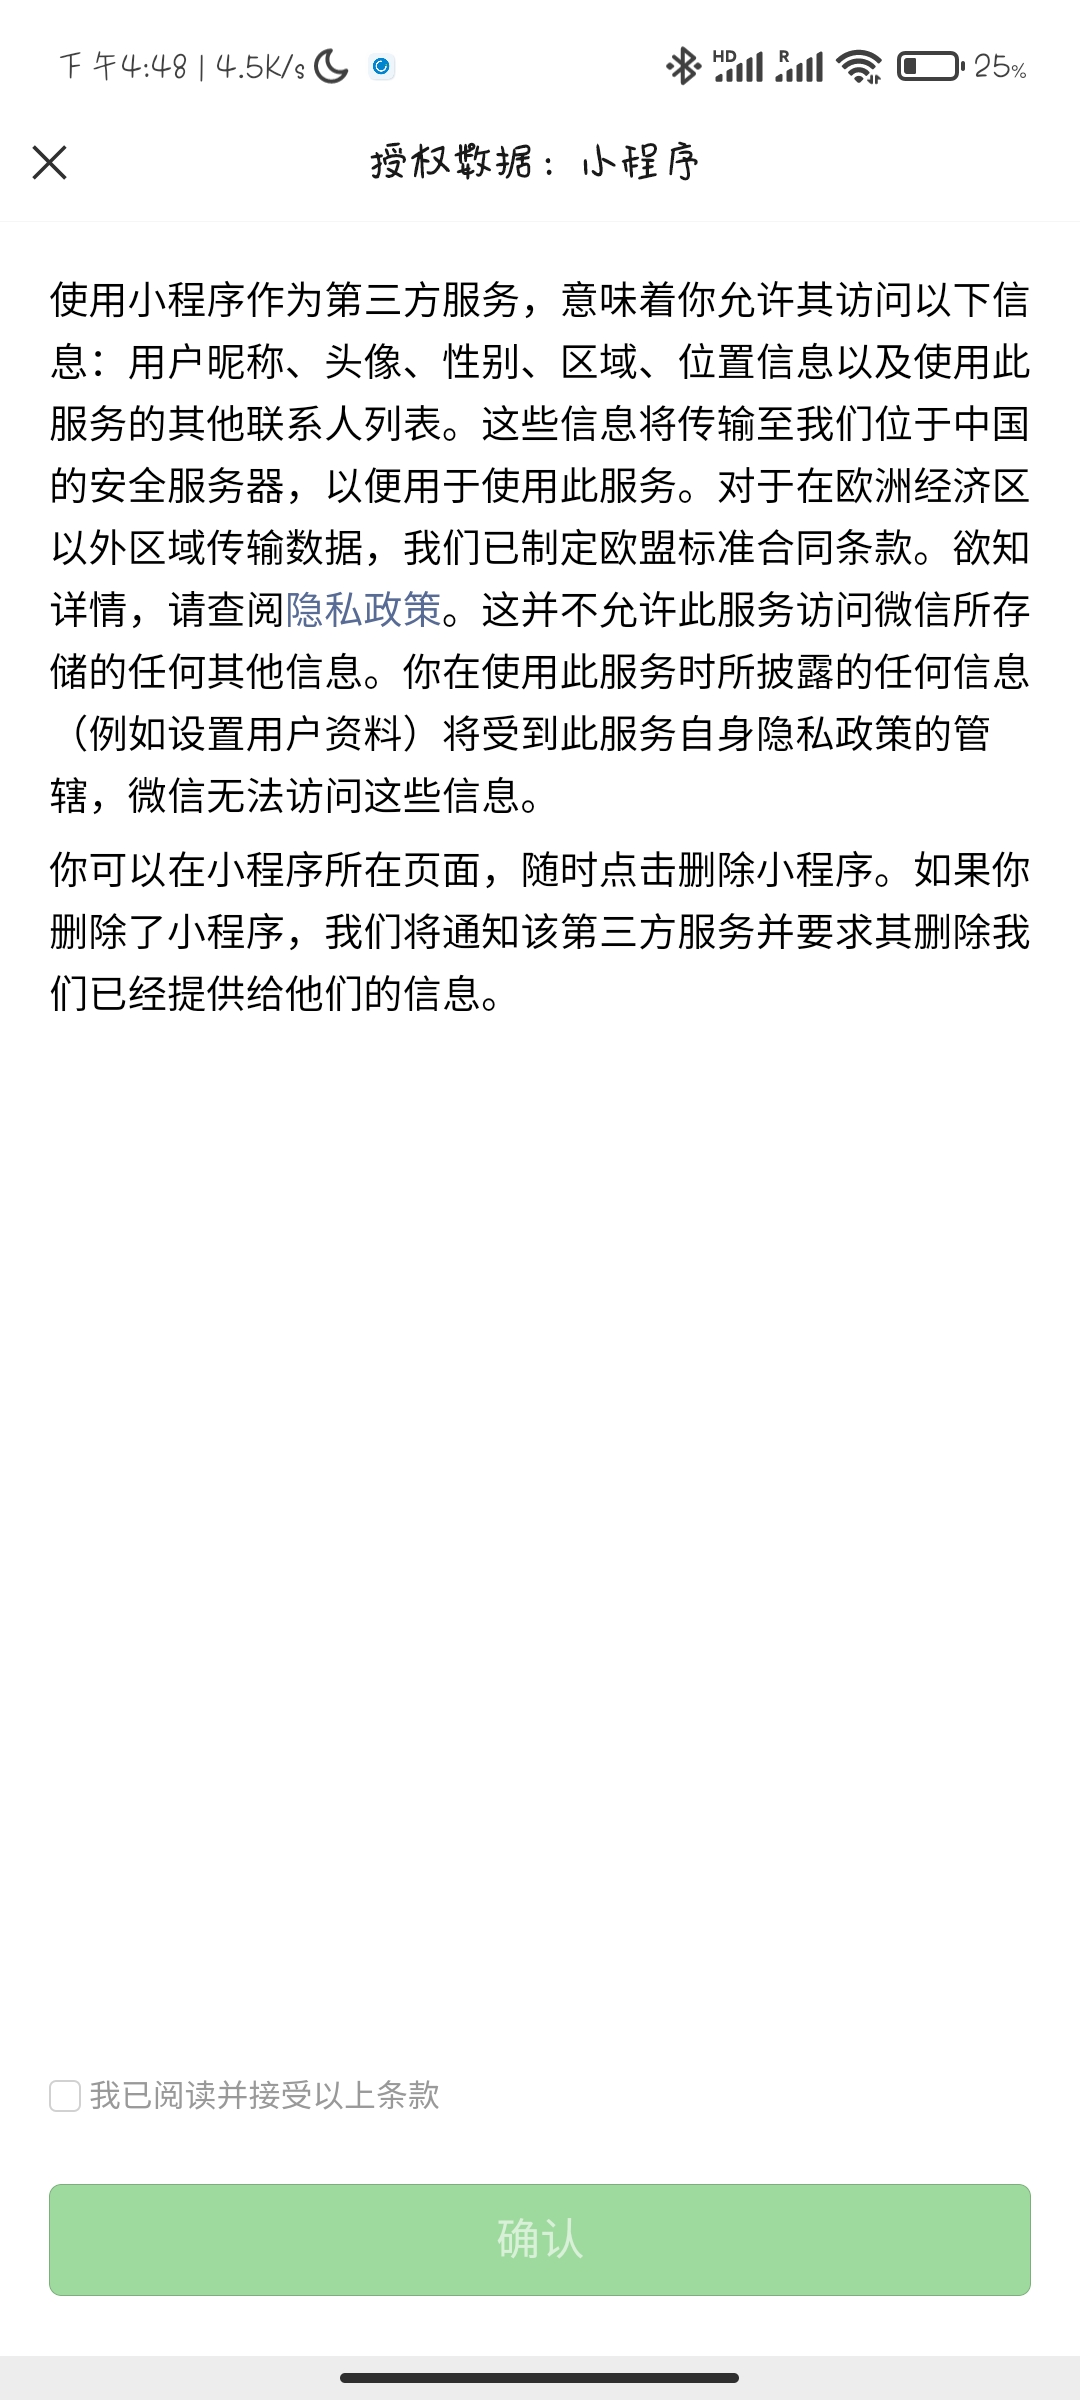 下午4:48 | 4.5K/s
HD
R
25%
授权数据：小程序
使用小程序作为第三方服务，意味着你允许其访问以下信
息：用户昵称、头像、性别、区域、位置信息以及使用此
服务的其他联系人列表。这些信息将传输至我们位于中国
的安全服务器，以便用于使用此服务。对于在欧洲经济区
以外区域传输数据，我们已制定欧盟标准合同条款。欲知
详情，请查阅隐私政策。这并不允许此服务访问微信所存
储的任何其他信息。你在使用此服务时所披露的任何信息
（例如设置用户资料）将受到此服务自身隐私政策的管
辖，微信无法访问这些信息。
你可以在小程序所在页面，随时点击删除小程序。如果你
删除了小程序，我们将通知该第三方服务并要求其删除我
们已经提供给他们的信息。
我已阅读并接受以上条款
确认